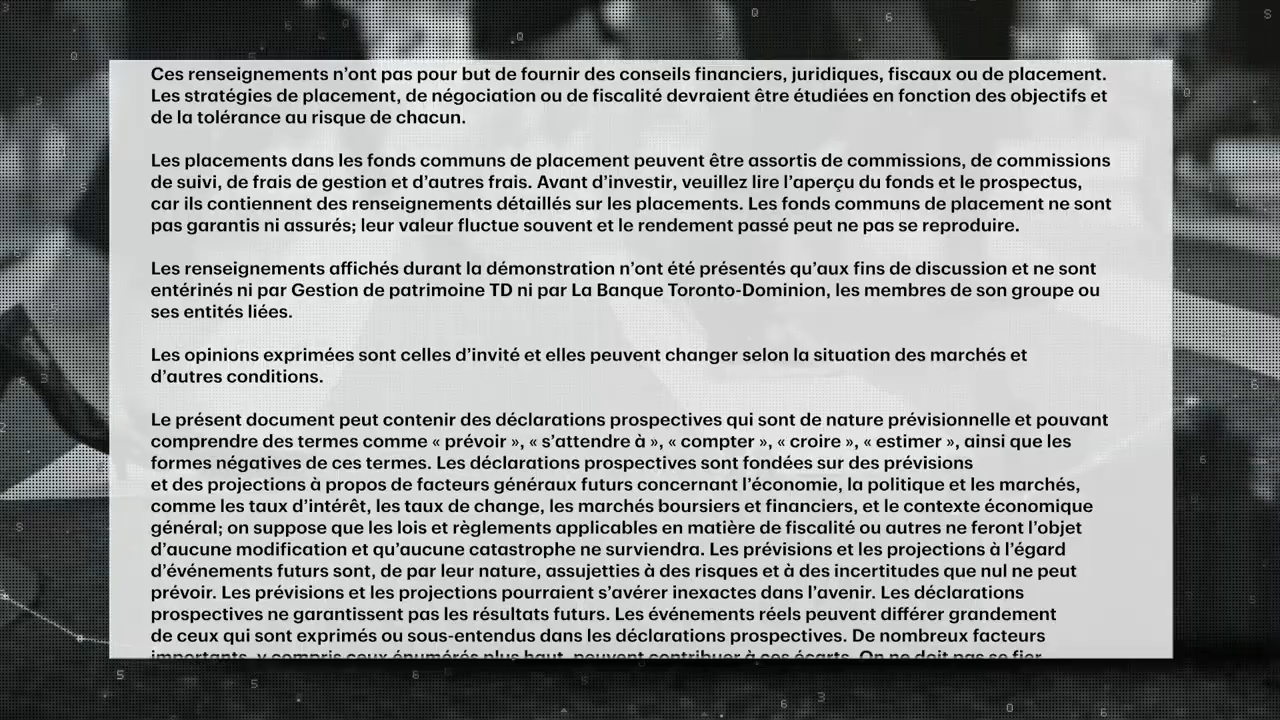 Ces renseignements n’ont pas pour but de fournir des conseils financiers, juridiques, fiscaux ou de placement.
Les stratégies de placement, de négociation ou de fiscalité devraient être étudiées en fonction des objectifs et
de la tolérance au risque de chacun.
Les placements dans les fonds communs de placement peuvent être assortis de commissions, de commissions
de suivi, de frais de gestion et d’autres frais. Avant d’investir, veuillez lire l’aperçu du fonds et le prospectus,
car ils contiennent des renseignements détaillés sur les placements. Les fonds communs de placement ne sont
pas garantis ni assurés; leur valeur fluctue souvent et le rendement passé peut ne pas se reproduire.
Les renseignements affichés durant la démonstration n’ont été présentés qu’aux fins de discussion et ne sont
entérinés ni par Gestion de patrimoine TD ni par La Banque Toronto-Dominion, les membres de son groupe ou
ses entités liées.
Les opinions exprimées sont celles d’invité et elles peuvent changer selon la situation des marchés et
d’autres conditions.
Le présent document peut contenir des déclarations prospectives qui sont de nature prévisionnelle et pouvant
comprendre des termes comme « prévoir », « s’attendre à », « compter », « croire », « estimer », ainsi que les
formes négatives de ces termes. Les déclarations prospectives sont fondées sur des prévisions
et des projections à propos de facteurs généraux futurs concernant l’économie, la politique et les marchés,
comme les taux d’intérêt, les taux de change, les marchés boursiers et financiers, et le contexte économique
général; on suppose que les lois et règlements applicables en matière de fiscalité ou autres ne feront l’objet
d’aucune modification et qu’aucune catastrophe ne surviendra. Les prévisions et les projections à l’égard
d’événements futurs sont, de par leur nature, assujetties à des risques et à des incertitudes que nul ne peut
prévoir. Les prévisions et les projections pourraient s’avérer inexactes dans l’avenir. Les déclarations
prospectives ne garantissent pas les résultats futurs. Les événements réels peuvent différer grandement
de ceux qui sont exprimés ou sous-entendus dans les déclarations prospectives. De nombreux facteurs
importants, y compris ceux énumérés plus haut, peuvent contribuer à ces écarts. On ne doit pas se fier